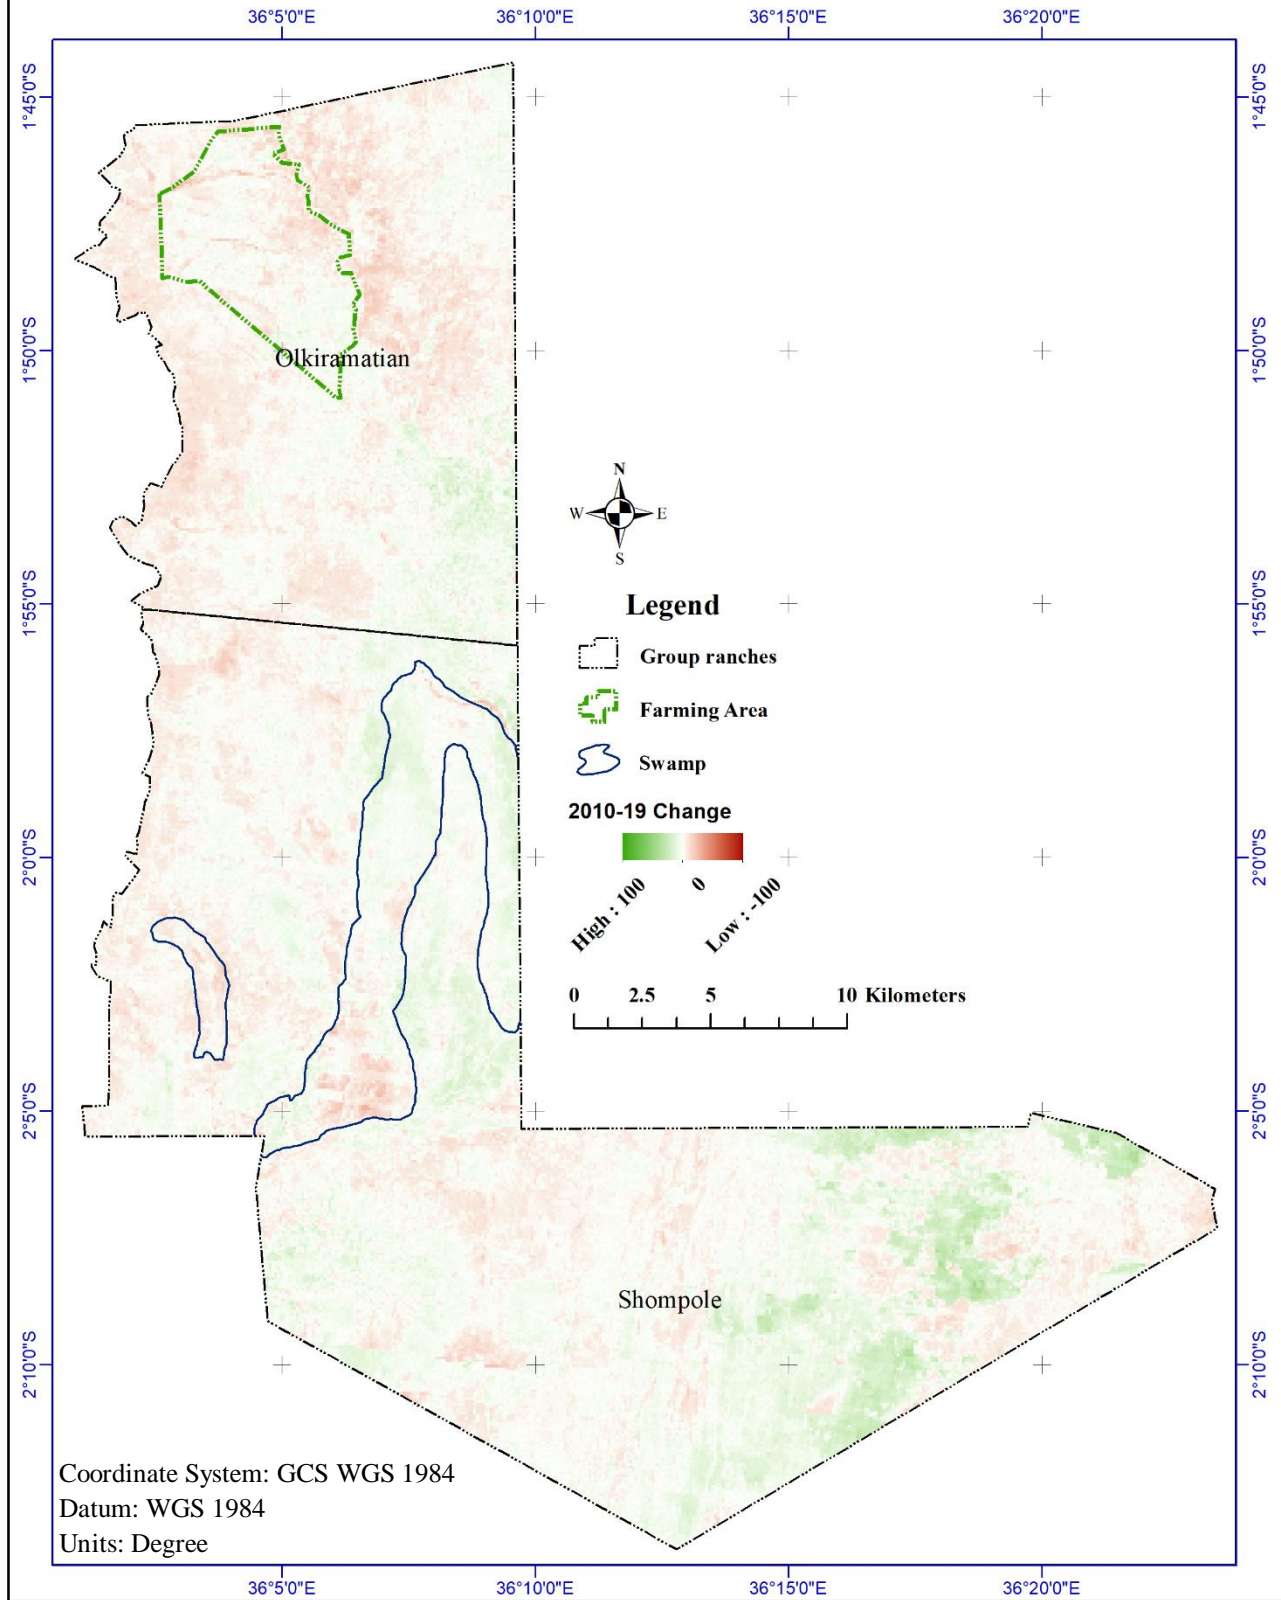 36°5'0"E 36°10'0"E 36°15'0"E 36°20'0"E
1°45'0"S 1°45'0"S
1°50'0"S 1°50'0"S
Olkiramatian
N
W E
S
1°55'0"S 1°55'0"S
Legend
Group ranches
Farming Area
Swamp
2010-19 Change
2°0'0"S 2°0'0"S
High : 100 0 Low : -100
0 2.5 5 10 Kilometers
2°5'0"S 2°5'0"S
Shompole
2°10'0"S 2°10'0"S
Coordinate System: GCS WGS 1984
Datum: WGS 1984
Units: Degree
36°5'0"E 36°10'0"E 36°15'0"E 36°20'0"E